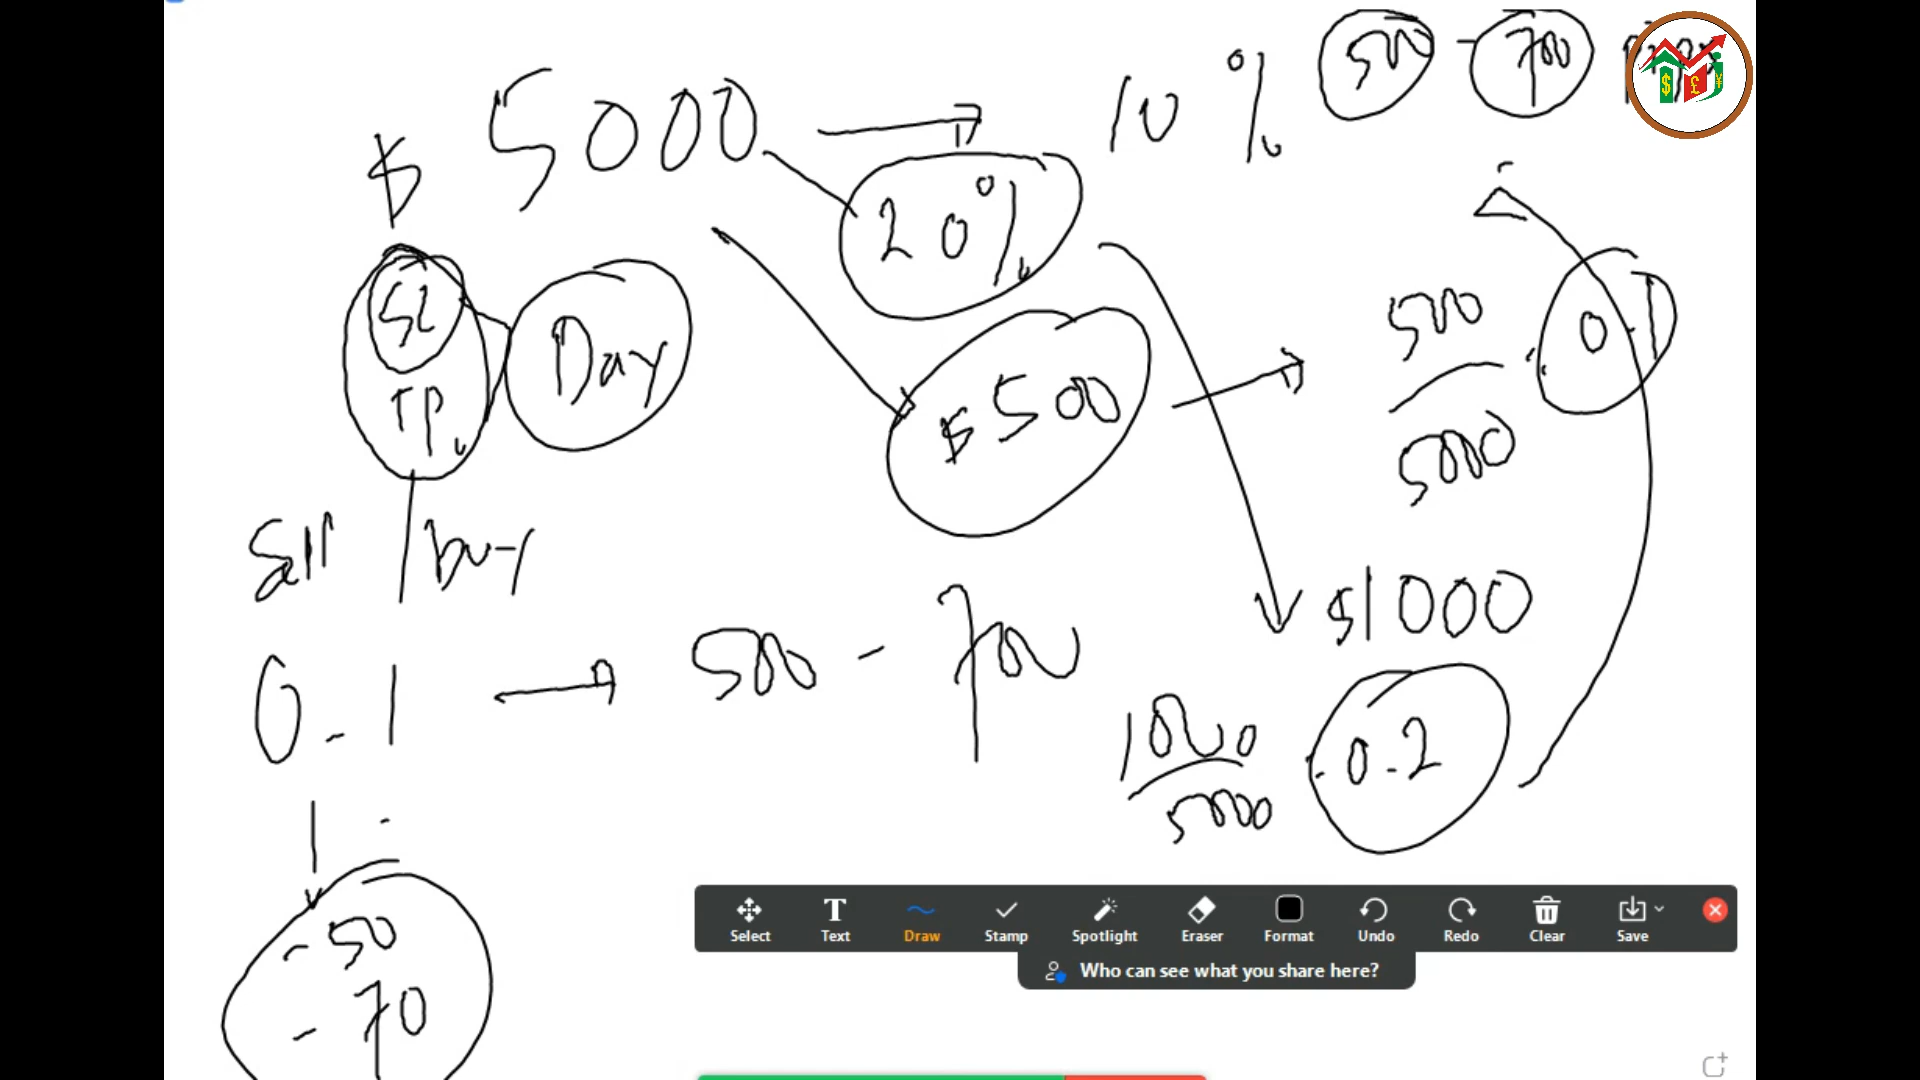 $ 5000 → 10% 500 - 700
20%
SL
TP
Day
$500 → 500
5000
0.1
Sell / buy
$1000
0.1 → 500 - 700
1000
5000
0.2
- 50
- 70
Select Text Draw Stamp Spotlight Eraser Format Undo Redo Clear Save
Who can see what you share here?